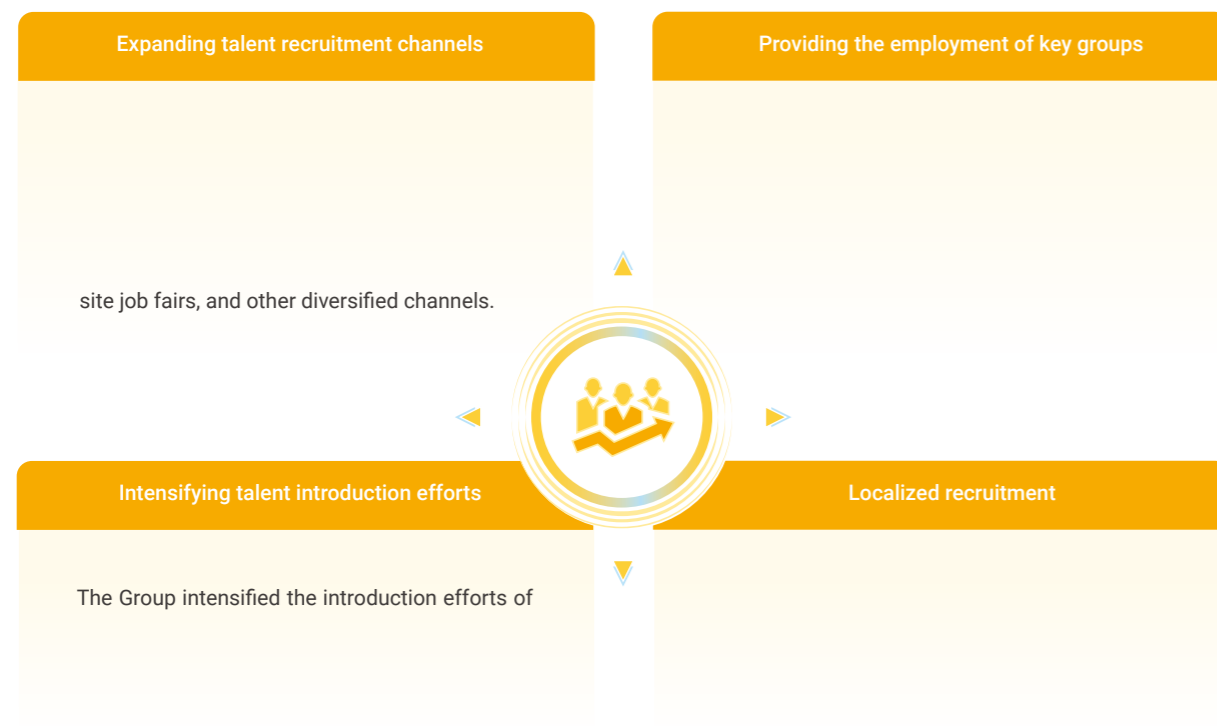 Expanding talent recruitment channels
Providing the employment of key groups
site job fairs, and other diversified channels.
Intensifying talent introduction efforts
Localized recruitment
The Group intensified the introduction efforts of